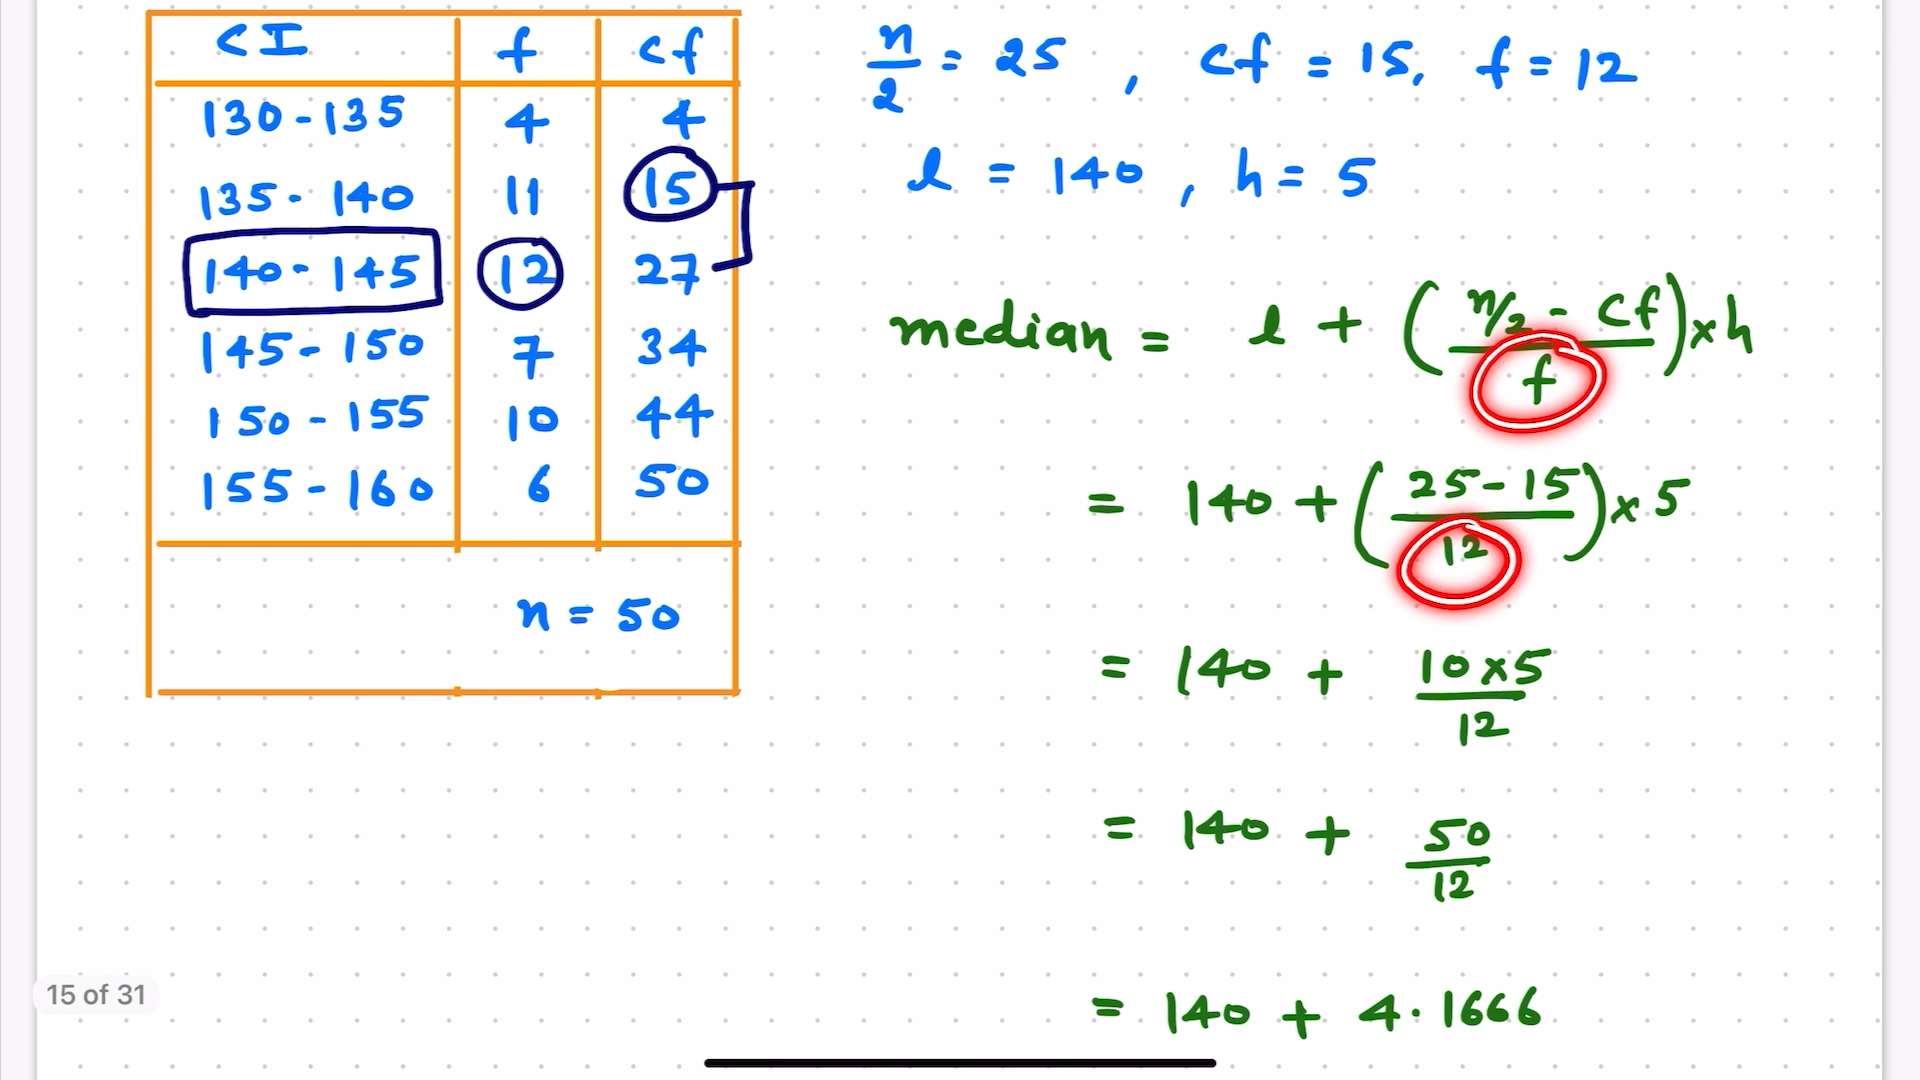 CI f cf
130-135 4 4
135-140 11 15
140-145 12 27
145-150 7 34
150-155 10 44
155-160 6 50
n = 50
n/2 = 25, cf = 15, f = 12
l = 140, h = 5
median = l + (n/2 - cf / f) x h
= 140 + (25-15 / 12) x 5
= 140 + 10x5 / 12
= 140 + 50 / 12
= 140 + 4.1666
15 of 31